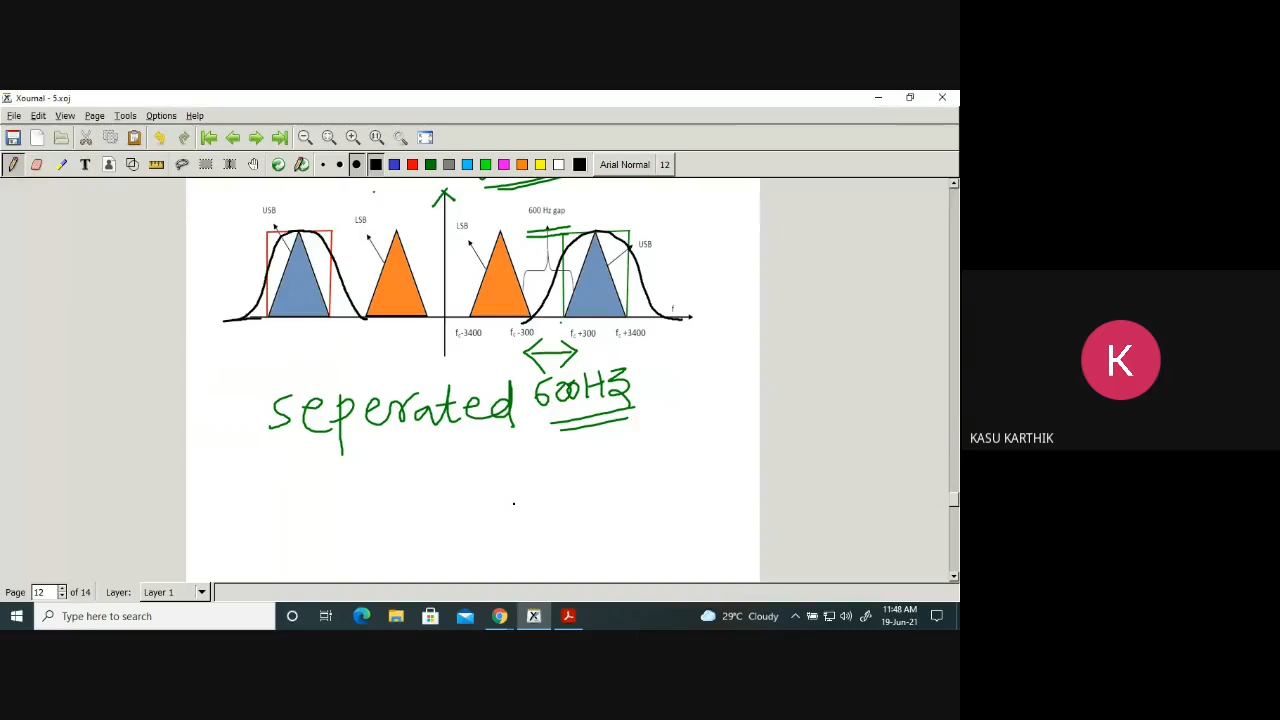 Xournal - 5.xoj
File Edit View Page Tools Options Help
Arial Normal 12
USB
LSB
LSB
600 Hz gap
USB
f
fc-3400 fc -300 fc +300 fc +3400
seperated 600Hz
KASU KARTHIK
K
Page 12 of 14 Layer: Layer 1
Type here to search
29°C Cloudy
11:48 AM
19-Jun-21